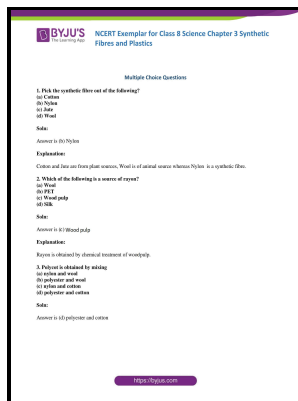 BYJU'S
The Learning App
NCERT Exemplar for Class 8 Science Chapter 3 Synthetic
Fibres and Plastics
Multiple Choice Questions
1. Pick the synthetic fibre out of the following?
(a) Cotton
(b) Nylon
(c) Jute
(d) Wool
Soln:
Answer is (b) Nylon
Explanation:
Cotton and Jute are from plant sources, Wool is of animal source whereas Nylon is a synthetic fibre.
2. Which of the following is a source of rayon?
(a) Wool
(b) PET
(c) Wood pulp
(d) Silk
Soln:
Answer is (c) Wood pulp
Explanation:
Rayon is obtained by chemical treatment of woodpulp.
3. Polycot is obtained by mixing
(a) nylon and wool
(b) polyester and wool
(c) nylon and cotton
(d) polyester and cotton
Soln:
Answer is (d) polyester and cotton
https://byjus.com